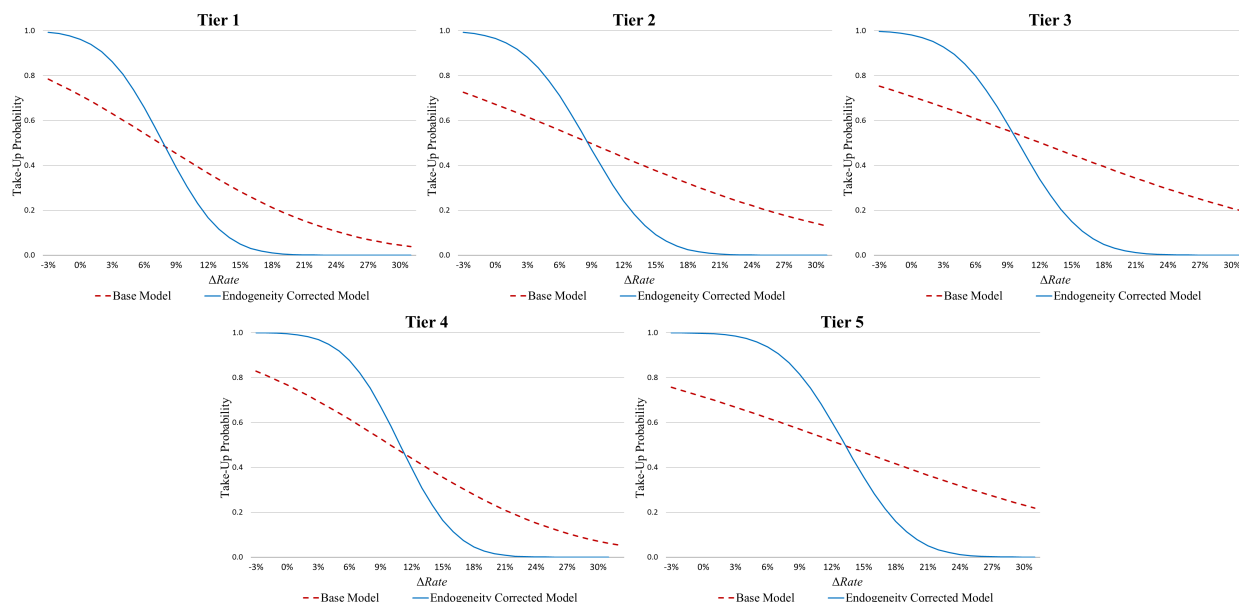 Tier 1
1.0
0.8
0.6
0.4
0.2
0.0
Take-Up Probability
-3% 0% 3% 6% 9% 12% 15% 18% 21% 24% 27% 30%
ΔRate
Base Model Endogeneity Corrected Model
Tier 2
1.0
0.8
0.6
0.4
0.2
0.0
Take-Up Probability
-3% 0% 3% 6% 9% 12% 15% 18% 21% 24% 27% 30%
ΔRate
Base Model Endogeneity Corrected Model
Tier 3
1.0
0.8
0.6
0.4
0.2
0.0
Take-Up Probability
-3% 0% 3% 6% 9% 12% 15% 18% 21% 24% 27% 30%
ΔRate
Base Model Endogeneity Corrected Model
Tier 4
1.0
0.8
0.6
0.4
0.2
0.0
Take-Up Probability
-3% 0% 3% 6% 9% 12% 15% 18% 21% 24% 27% 30%
ΔRate
Base Model Endogeneity Corrected Model
Tier 5
1.0
0.8
0.6
0.4
0.2
0.0
Take-Up Probability
-3% 0% 3% 6% 9% 12% 15% 18% 21% 24% 27% 30%
ΔRate
Base Model Endogeneity Corrected Model